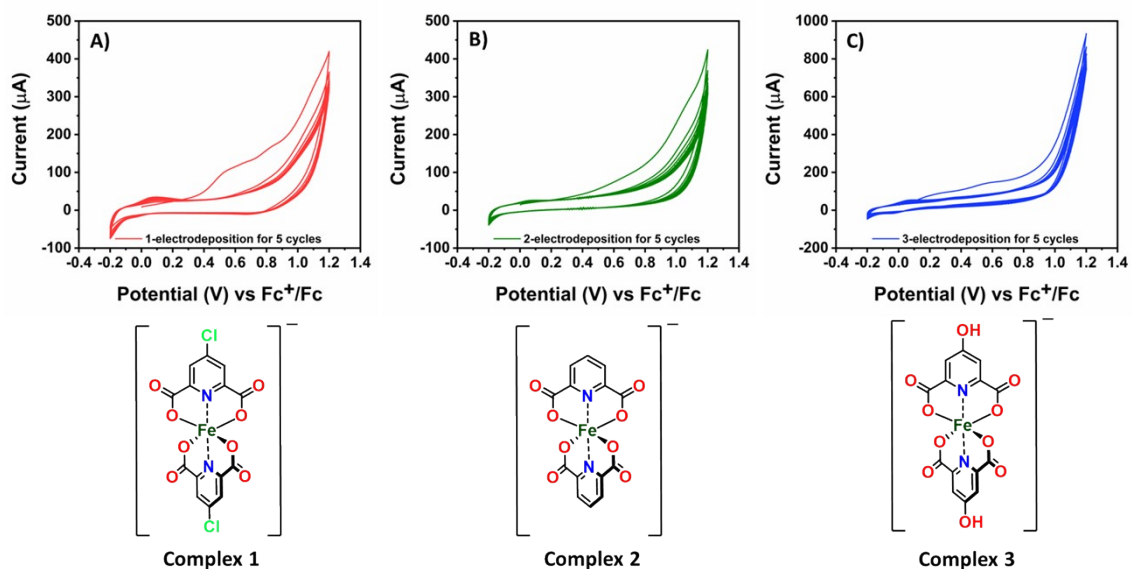 A)
Current (μA)
500
400
300
200
100
0
-100
1-electrodeposition for 5 cycles
-0.4 -0.2 0.0 0.2 0.4 0.6 0.8 1.0 1.2 1.4
Potential (V) vs Fc+/Fc
B)
Current (μA)
500
400
300
200
100
0
-100
2-electrodeposition for 5 cycles
-0.4 -0.2 0.0 0.2 0.4 0.6 0.8 1.0 1.2 1.4
Potential (V) vs Fc+/Fc
C)
Current (μA)
1000
800
600
400
200
0
-200
3-electrodeposition for 5 cycles
-0.4 -0.2 0.0 0.2 0.4 0.6 0.8 1.0 1.2 1.4
Potential (V) vs Fc+/Fc
Cl
O N O
O O
Fe
O O
O N O
Cl
–
Complex 1
O N O
O O
Fe
O O
O N O
–
Complex 2
OH
O N O
O O
Fe
O O
O N O
OH
–
Complex 3